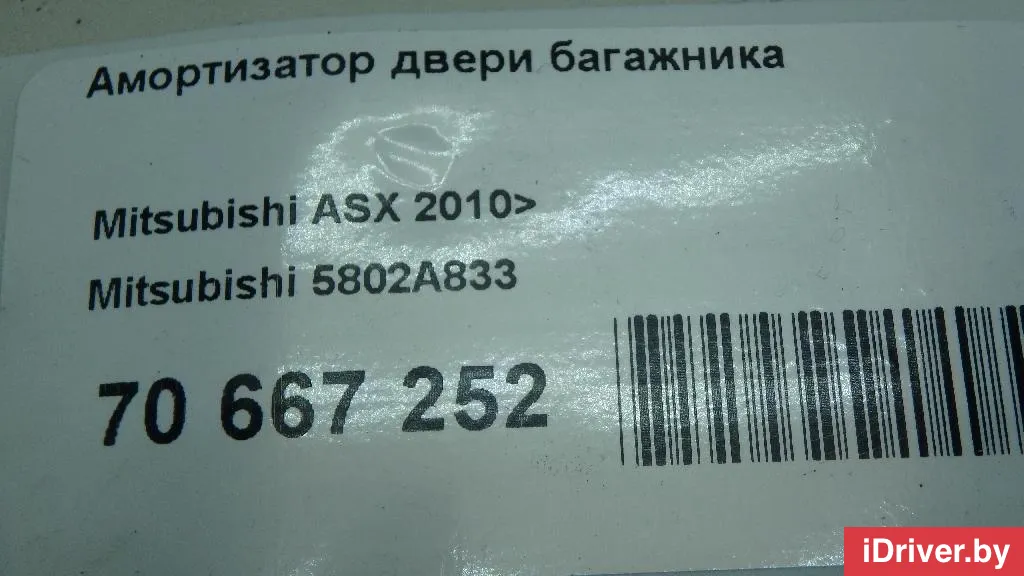 Амортизатор двери багажника
Mitsubishi ASX 2010>
Mitsubishi 5802A833
70 667 252
iDriver.by